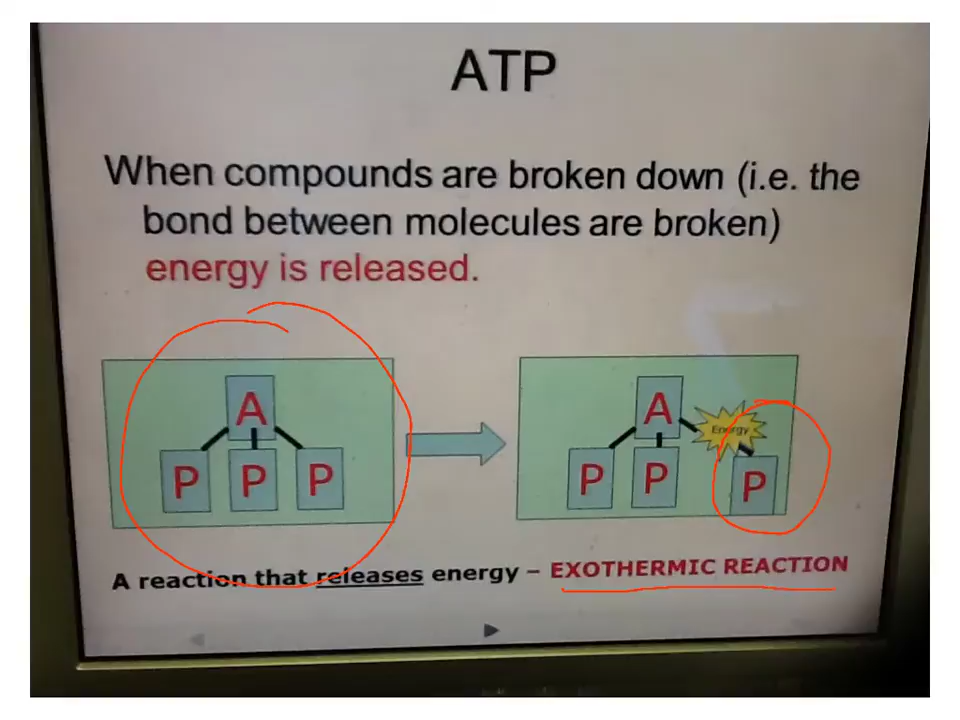 ATP
When compounds are broken down (i.e. the
bond between molecules are broken)
energy is released.
A
P P P
A
Energy
P P P
A reaction that releases energy – EXOTHERMIC REACTION